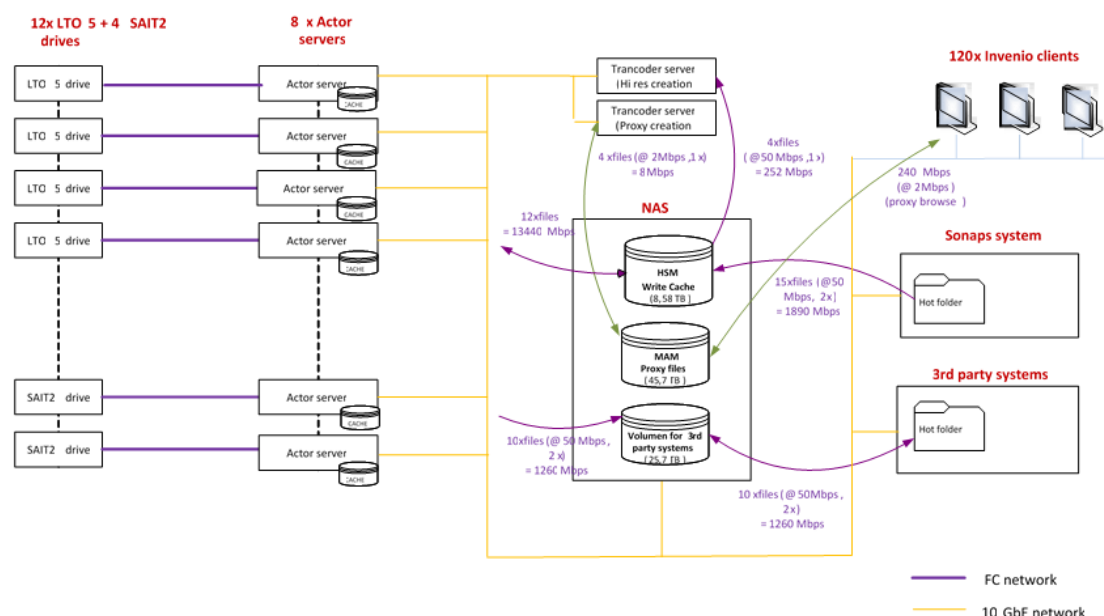 12x LTO 5 + 4 SAIT2
drives
8 x Actor
servers
LTO 5 drive
LTO 5 drive
LTO 5 drive
LTO 5 drive
SAIT2 drive
SAIT2 drive
Actor server
CACHE
Actor server
CACHE
Actor server
CACHE
Actor server
CACHE
Actor server
CACHE
Actor server
CACHE
Trancoder server
(Hi res creation
Trancoder server
(Proxy creation
4 xfiles (@ 2Mbps ,1x)
= 8Mbps
4xfiles
(@50 Mbps ,1x)
= 252 Mbps
12xfiles
= 13440 Mbps
NAS
HSM
Write Cache
(8,58 TB)
MAM
Proxy files
(45,7 TB)
Volumen for 3rd
party systems
(25,7 TB)
10xfiles (@ 50 Mbps ,
2x)
= 1260 Mbps
120x Invenio clients
240 Mbps
(@ 2Mbps )
(proxy browse )
Sonaps system
15xfiles (@50
Mbps, 2x)
= 1890 Mbps
Hot folder
3rd party systems
Hot folder
10 xfiles (@ 50Mbps ,
2x)
= 1260 Mbps
FC network
10 GbE network